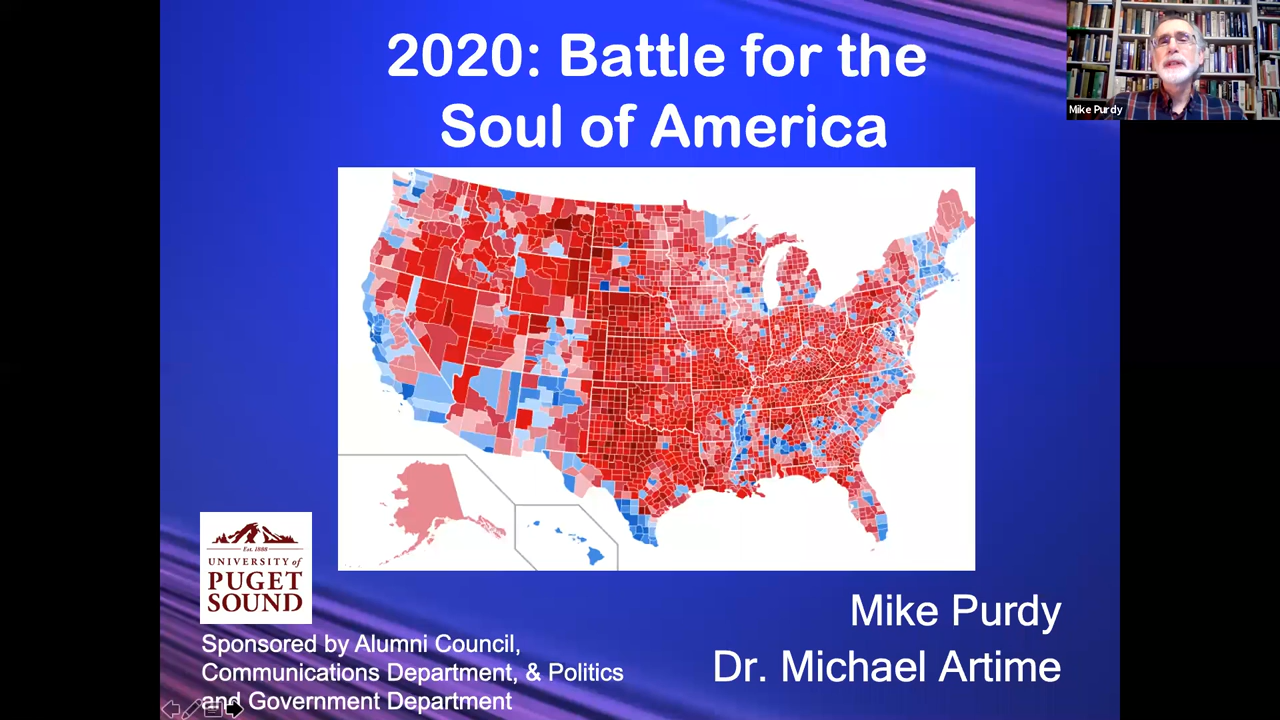 2020: Battle for the
Soul of America
Mike Purdy
Est. 1888
UNIVERSITY of
PUGET
SOUND
Sponsored by Alumni Council,
Communications Department, & Politics
and Government Department
Mike Purdy
Dr. Michael Artime